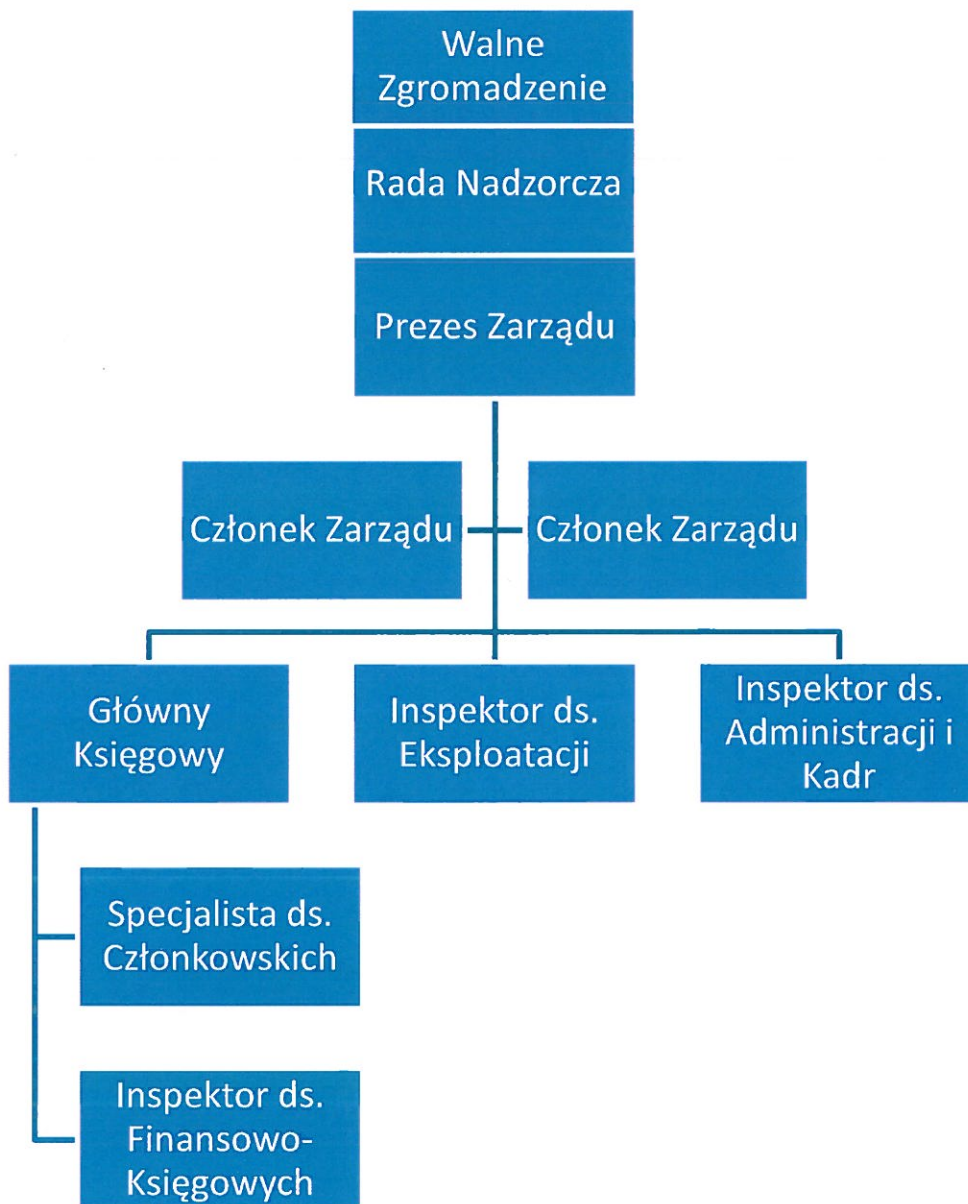 Walne
Zgromadzenie
Rada Nadzorcza
Prezes Zarządu
Członek Zarządu
Członek Zarządu
Główny
Księgowy
Inspektor ds.
Eksploatacji
Inspektor ds.
Administracji i
Kadr
Specjalista ds.
Członkowskich
Inspektor ds.
Finansowo-
Księgowych